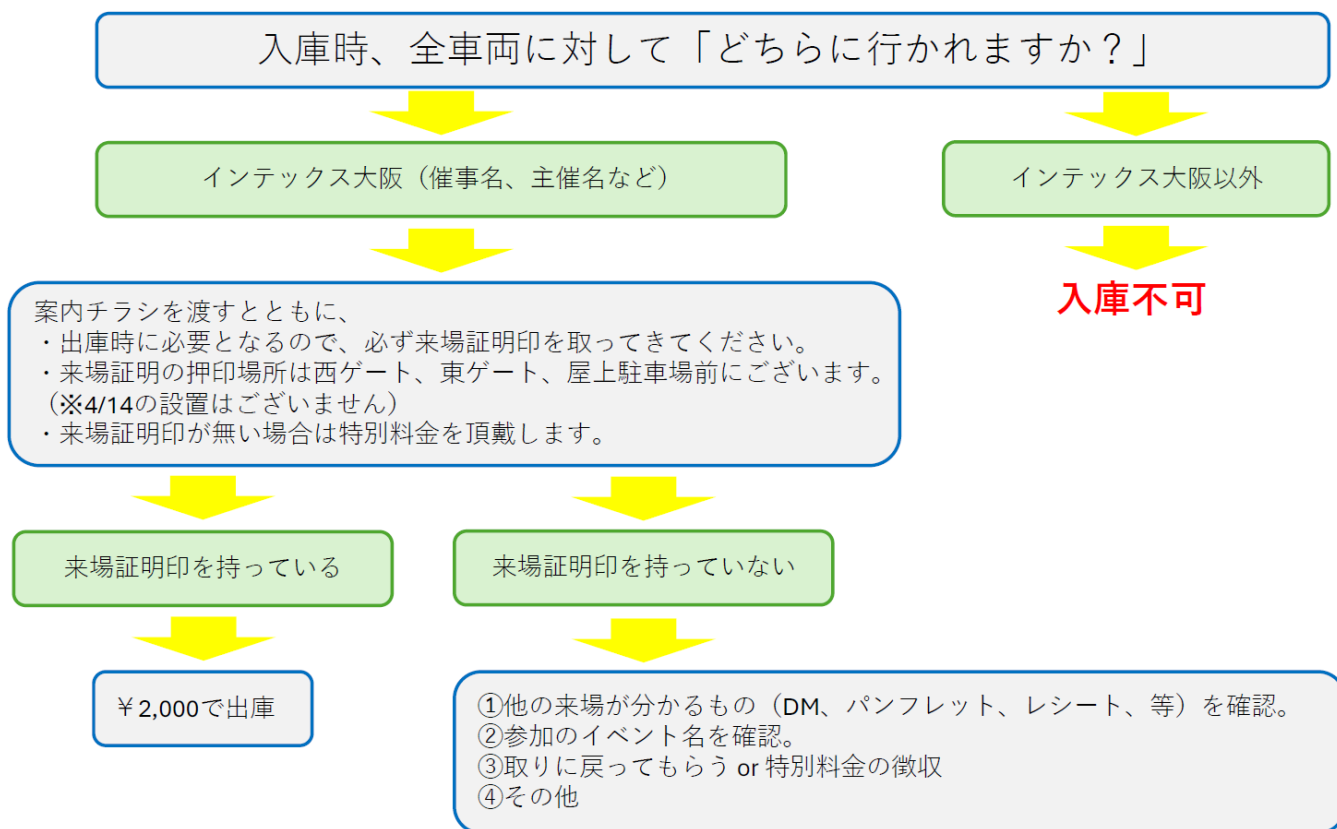 入庫時、全車両に対して「どちらに行かれますか？」
インテックス大阪（催事名、主催名など）
インテックス大阪以外
入庫不可
案内チラシを渡すとともに、
・出庫時に必要となるので、必ず来場証明印を取ってきてください。
・来場証明の押印場所は西ゲート、東ゲート、屋上駐車場前にございます。
（※4/14の設置はございません）
・来場証明印が無い場合は特別料金を頂戴します。
来場証明印を持っている
来場証明印を持っていない
￥2,000で出庫
①他の来場が分かるもの（DM、パンフレット、レシート、等）を確認。
②参加のイベント名を確認。
③取りに戻ってもらう or 特別料金の徴収
④その他